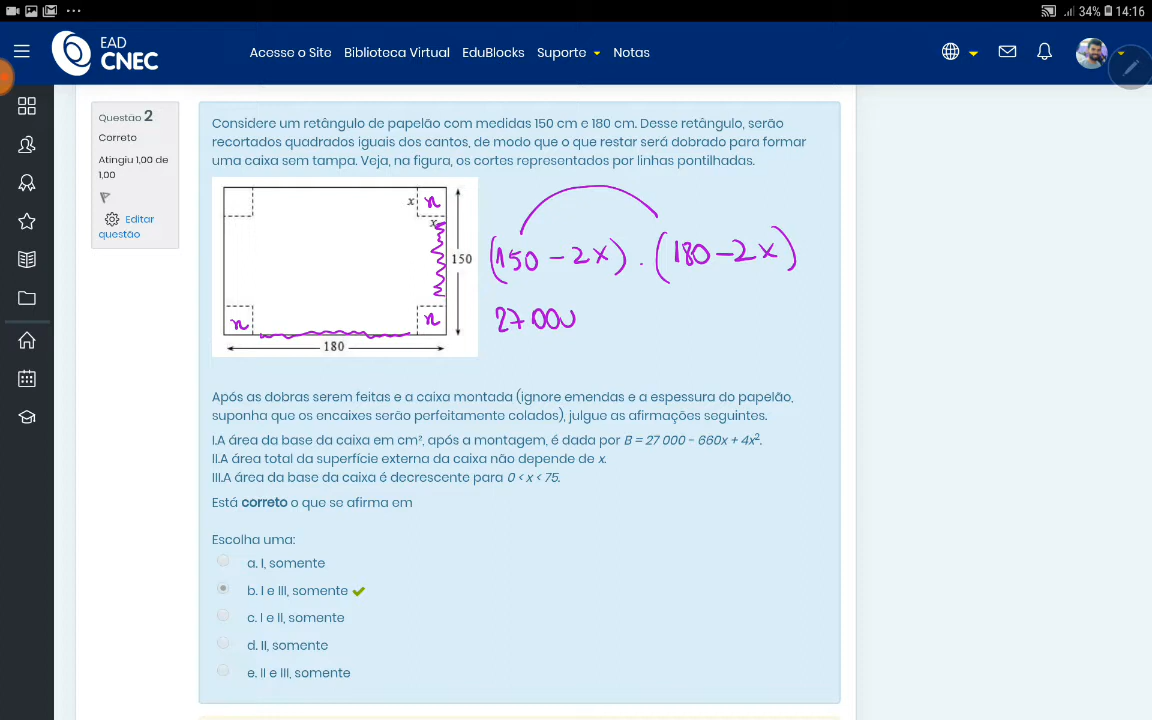 34% 14:16
EAD
CNEC
Acesse o Site Biblioteca Virtual EduBlocks Suporte Notas
Questão 2
Correto
Atingiu 1,00 de
1,00
Editar
questão
Considere um retângulo de papelão com medidas 150 cm e 180 cm. Desse retângulo, serão
recortados quadrados iguais dos cantos, de modo que o que restar será dobrado para formar
uma caixa sem tampa. Veja, na figura, os cortes representados por linhas pontilhadas.
x x
x
150
x x
180
(150 - 2x) . (180 - 2x)
27000
Após as dobras serem feitas e a caixa montada (ignore emendas e a espessura do papelão,
suponha que os encaixes serão perfeitamente colados), julgue as afirmações seguintes.
I.A área da base da caixa em cm², após a montagem, é dada por B = 27 000 - 660x + 4x².
II.A área total da superfície externa da caixa não depende de x.
III.A área da base da caixa é decrescente para 0 < x < 75.
Está correto o que se afirma em
Escolha uma:
a. I, somente
b. I e III, somente ✔
c. I e II, somente
d. II, somente
e. II e III, somente